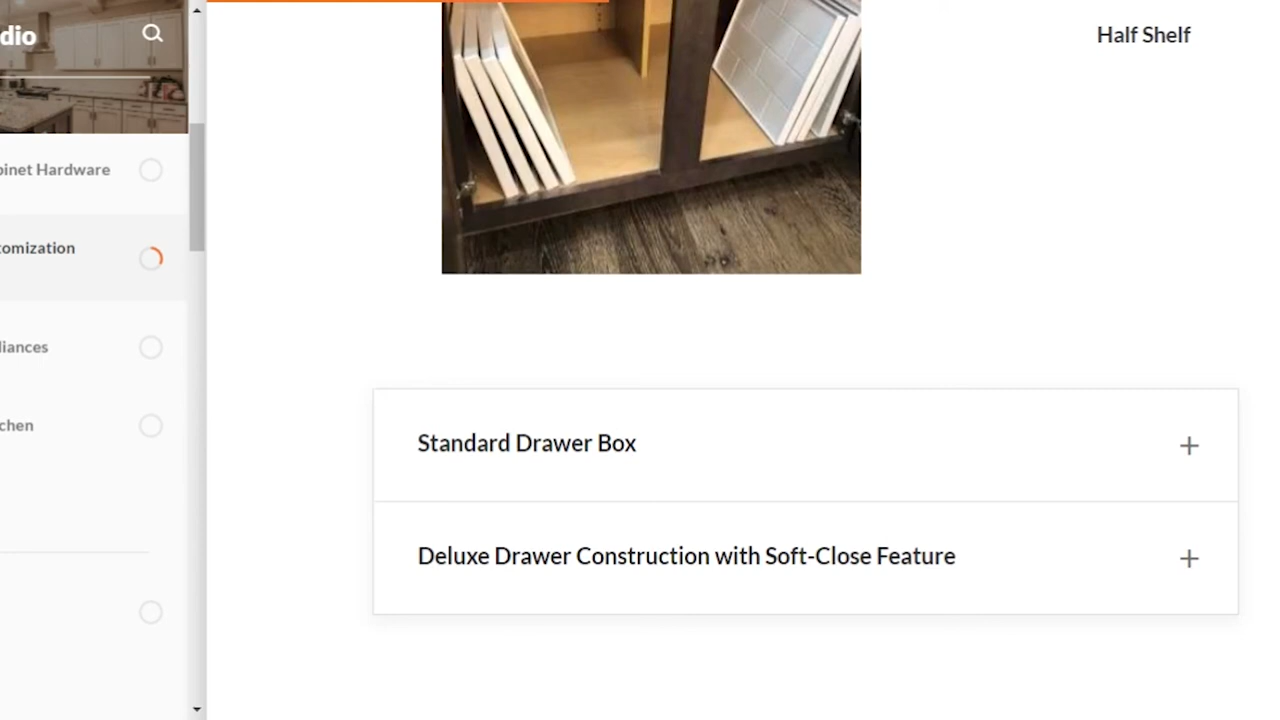 dio
binet Hardware
tomization
liances
chen
Half Shelf
Standard Drawer Box
Deluxe Drawer Construction with Soft-Close Feature